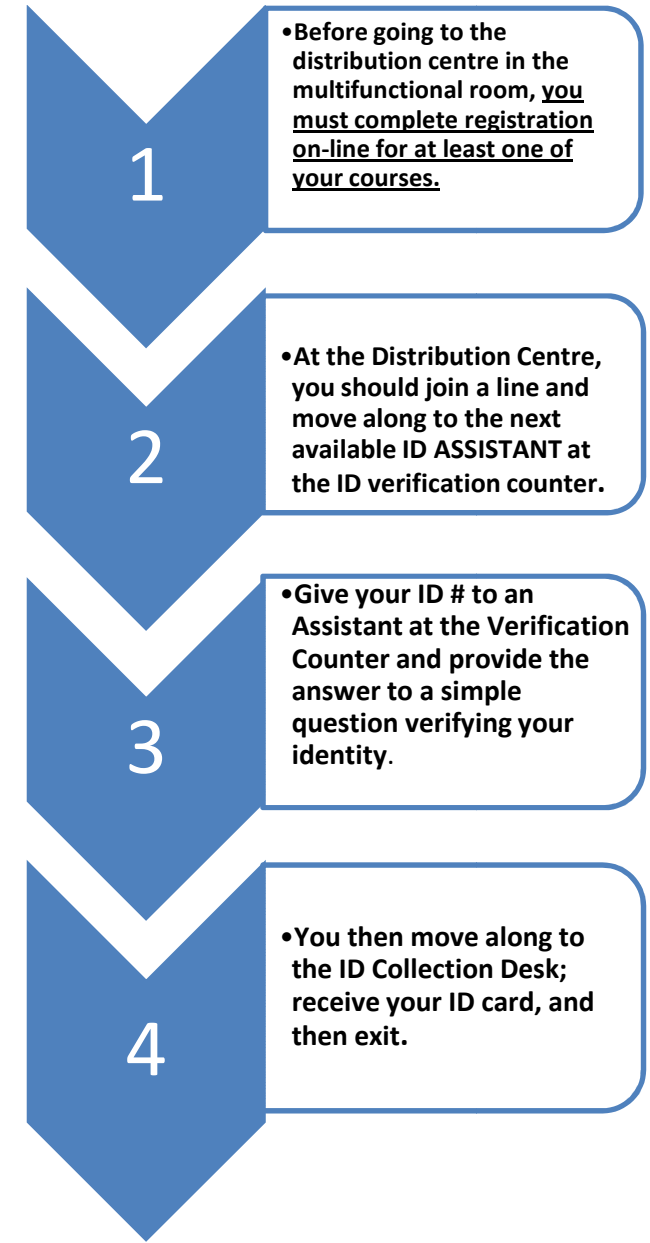 1
•Before going to the
distribution centre in the
multifunctional room, you
must complete registration
on-line for at least one of
your courses.
2
•At the Distribution Centre,
you should join a line and
move along to the next
available ID ASSISTANT at
the ID verification counter.
3
•Give your ID # to an
Assistant at the Verification
Counter and provide the
answer to a simple
question verifying your
identity.
4
•You then move along to
the ID Collection Desk;
receive your ID card, and
then exit.